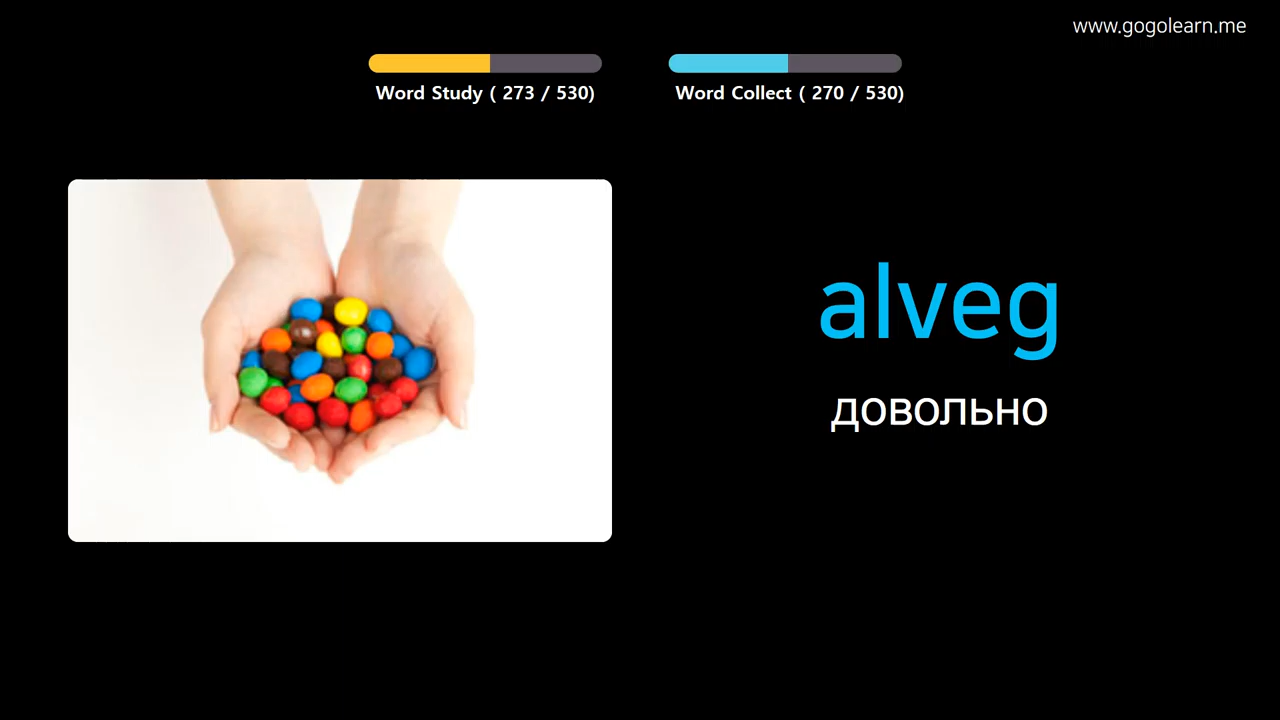 www.gogolearn.me
Word Study ( 273 / 530)
Word Collect ( 270 / 530)
alveg
довольно